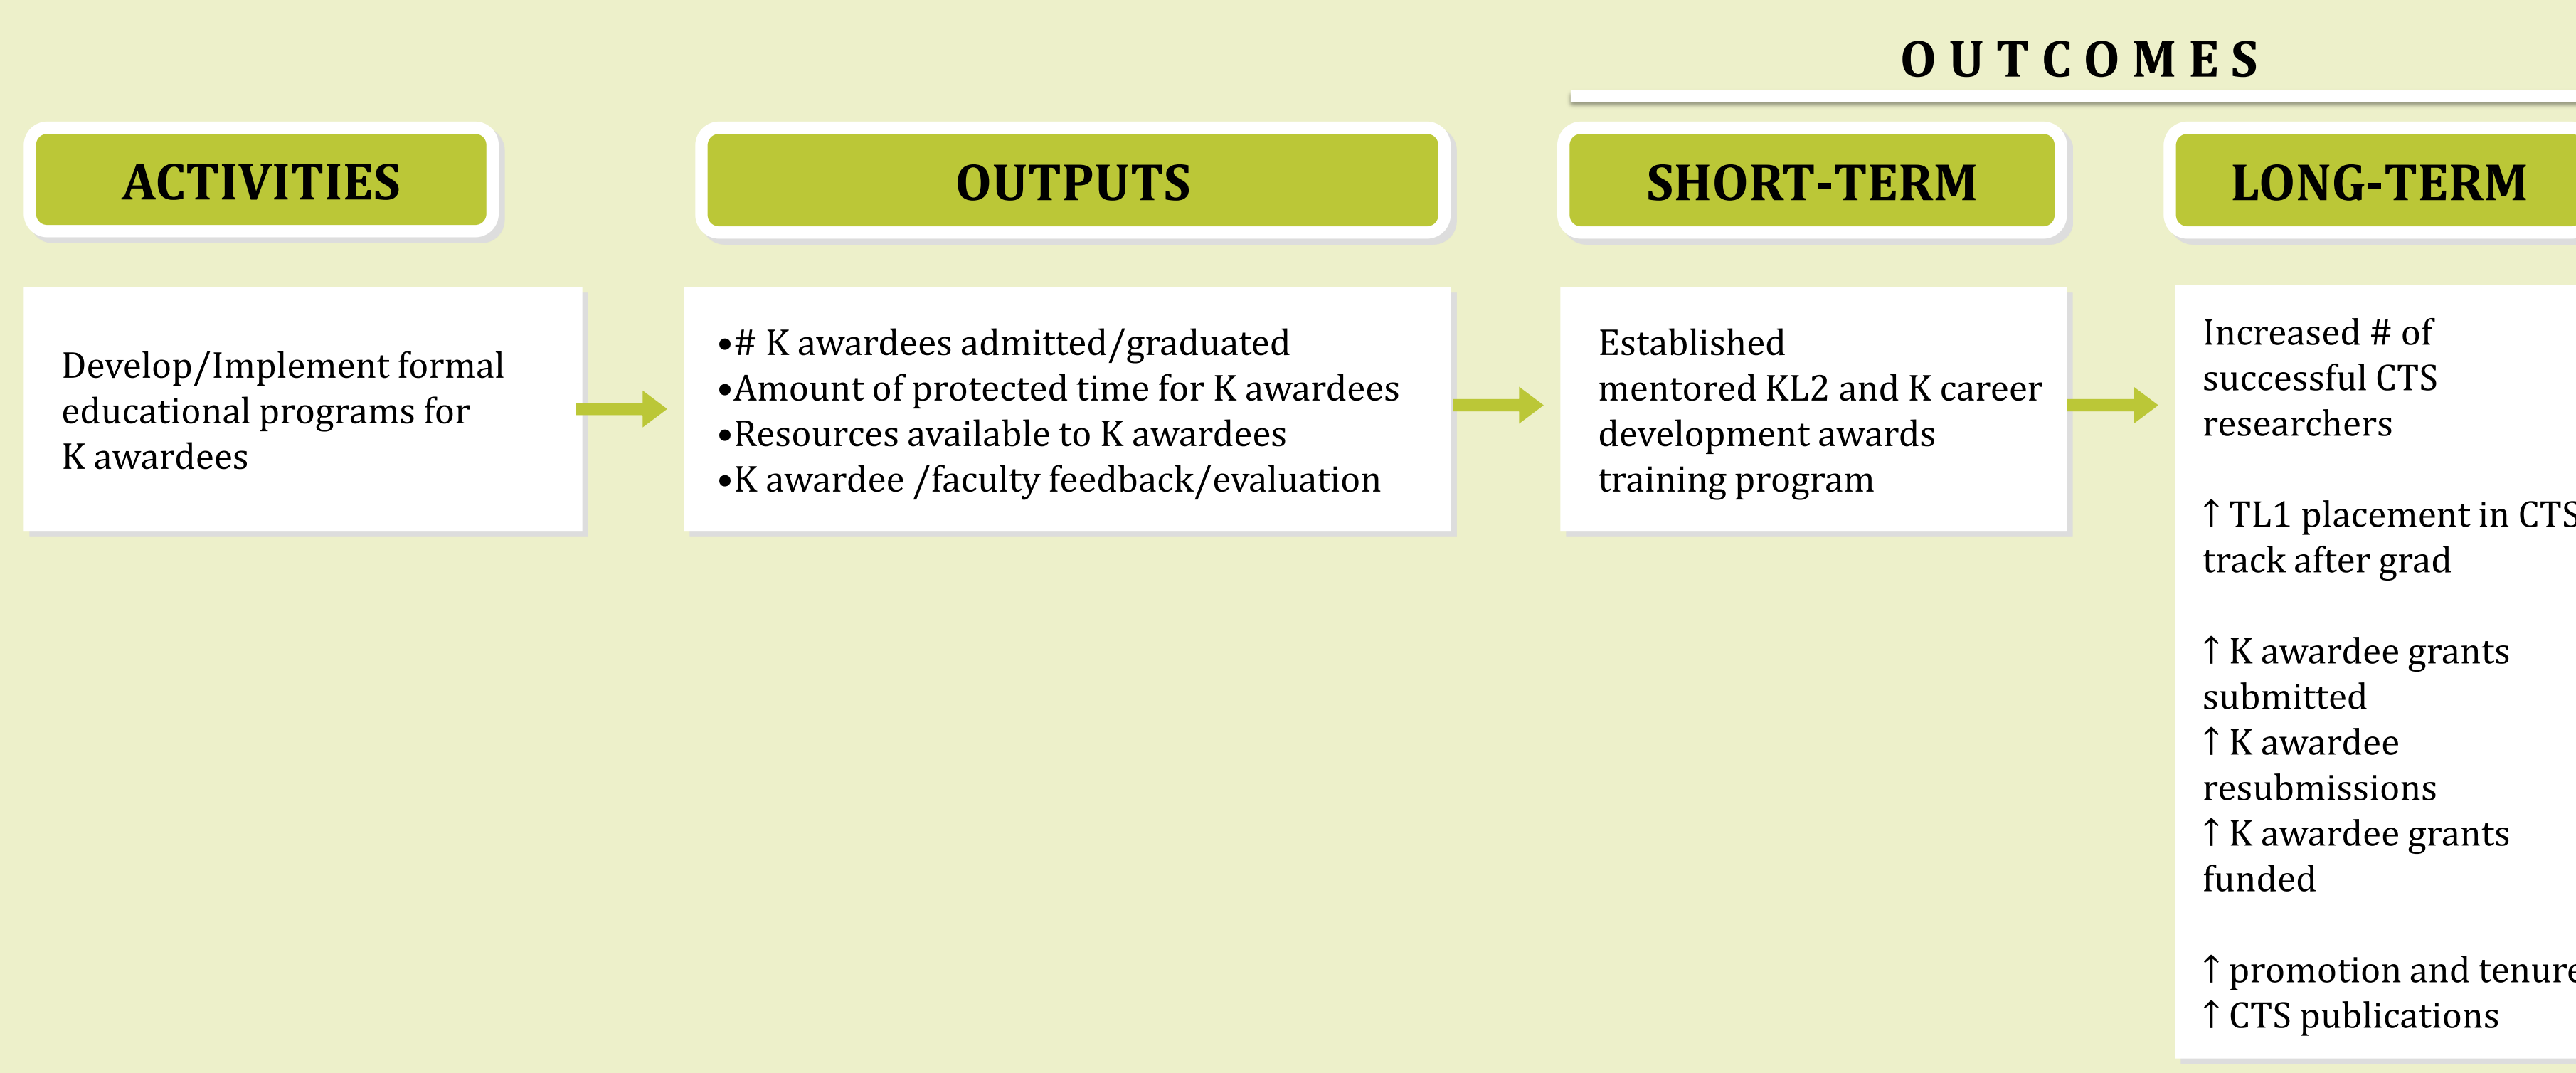 OUTCOMES
ACTIVITIES
OUTPUTS
SHORT-TERM
LONG-TERM
Develop/Implement formal
educational programs for
K awardees
•# K awardees admitted/graduated
•Amount of protected time for K awardees
•Resources available to K awardees
•K awardee /faculty feedback/evaluation
Established
mentored KL2 and K career
development awards
training program
Increased # of
successful CTS
researchers
↑ TL1 placement in CTS
track after grad
↑ K awardee grants
submitted
↑ K awardee
resubmissions
↑ K awardee grants
funded
↑ promotion and tenure
↑ CTS publications